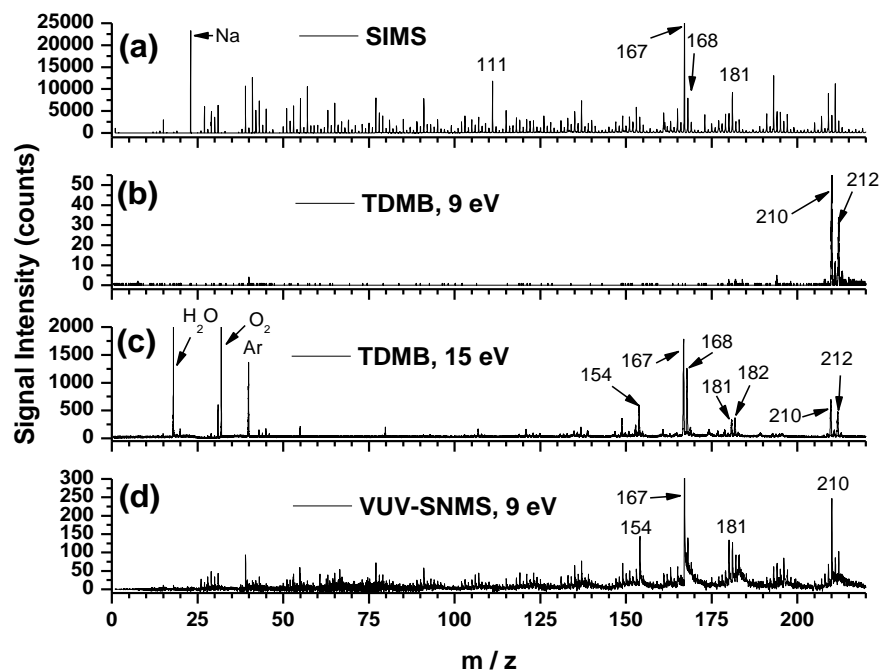 Signal Intensity (counts)
25000
20000
15000
10000
5000
0
(a)
Na
SIMS
111
167
168
181
50
40
30
20
10
0
(b)
TDMB, 9 eV
210
212
2000
1500
1000
500
0
(c)
H2O
O2
Ar
TDMB, 15 eV
154
167
168
181
182
210
212
300
250
200
150
100
50
0
(d)
VUV-SNMS, 9 eV
154
167
181
210
0 25 50 75 100 125 150 175 200
m / z